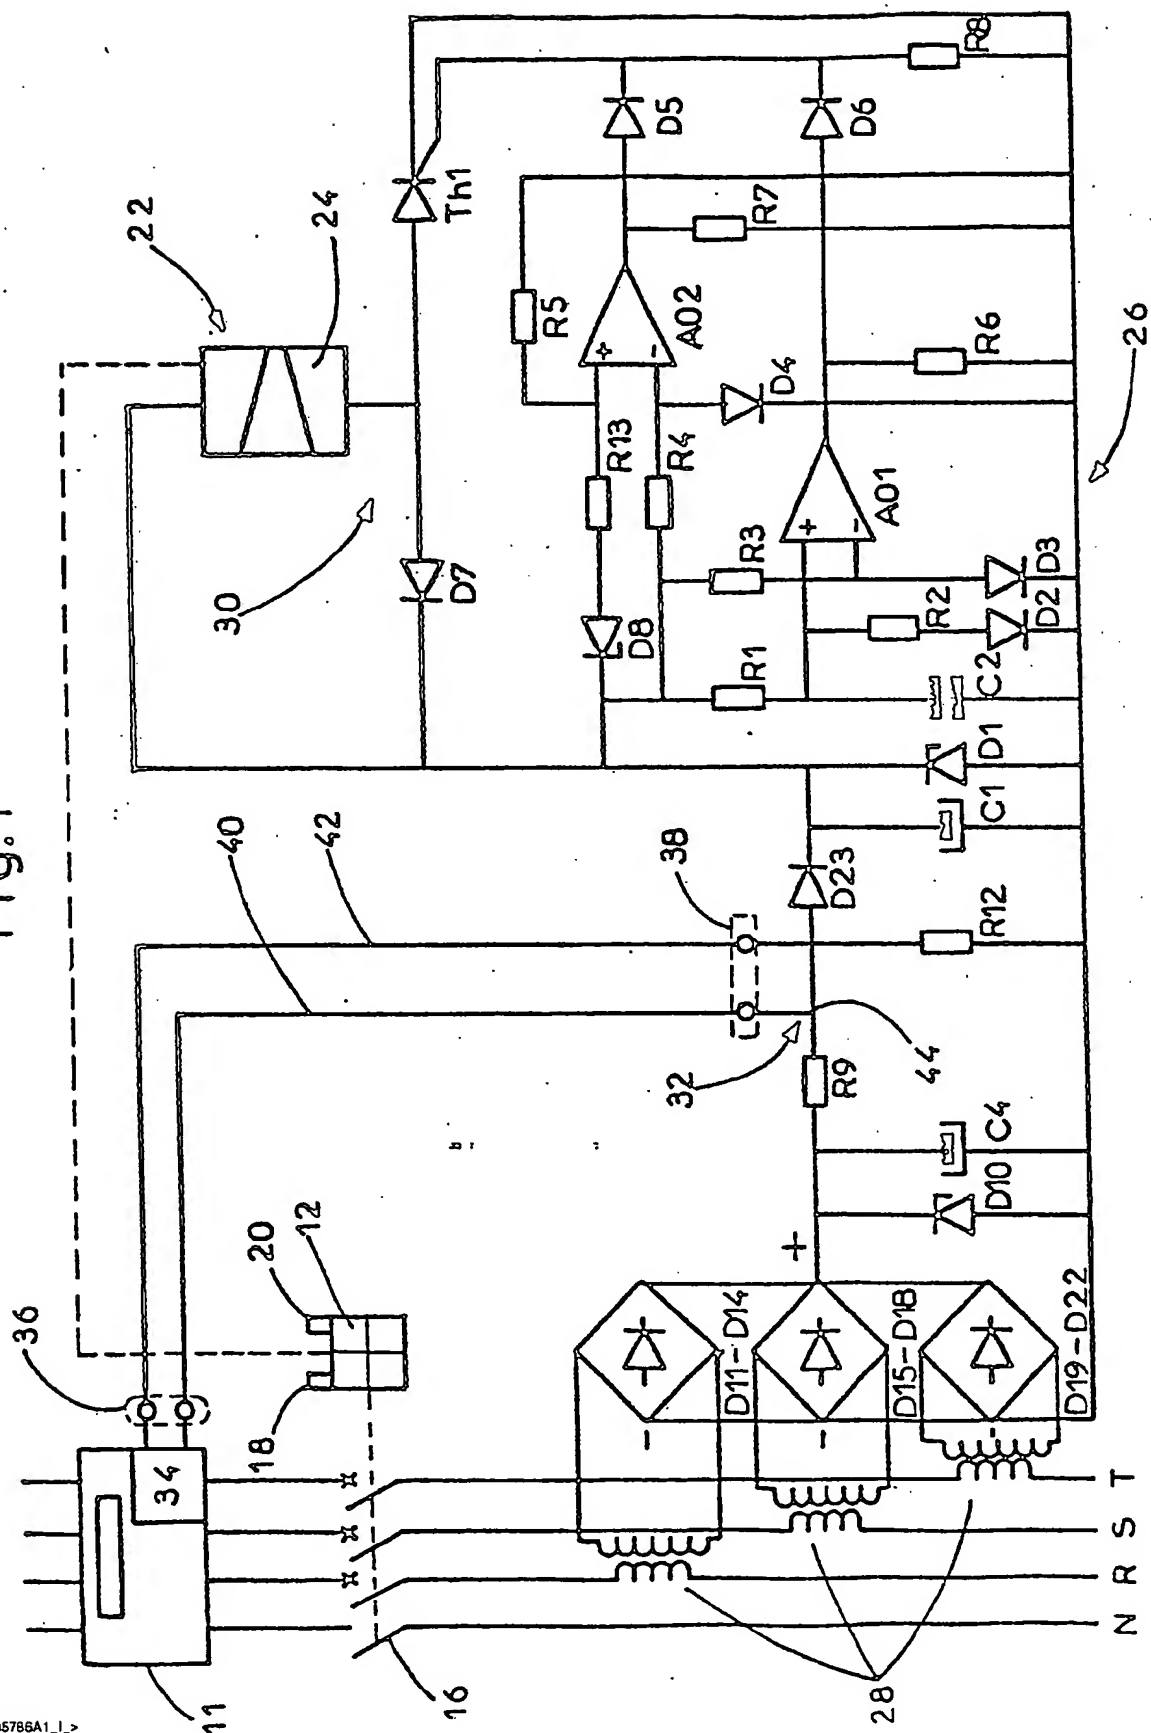 Fig.1
36
34
11
16
18
20
12
40
42
22
24
30
D7
Th1
R8
D5
D6
R5
A02
R7
R13
R4
D8
D4
R6
R3
A01
R1
R2
D3
D2
C2
D1
C1
D23
38
R12
32
44
R9
C4
D10
26
+
D11-D14
D15-D18
D19-D22
-
-
-
+
-
+
-
28
N R S T
5786A1_I_>